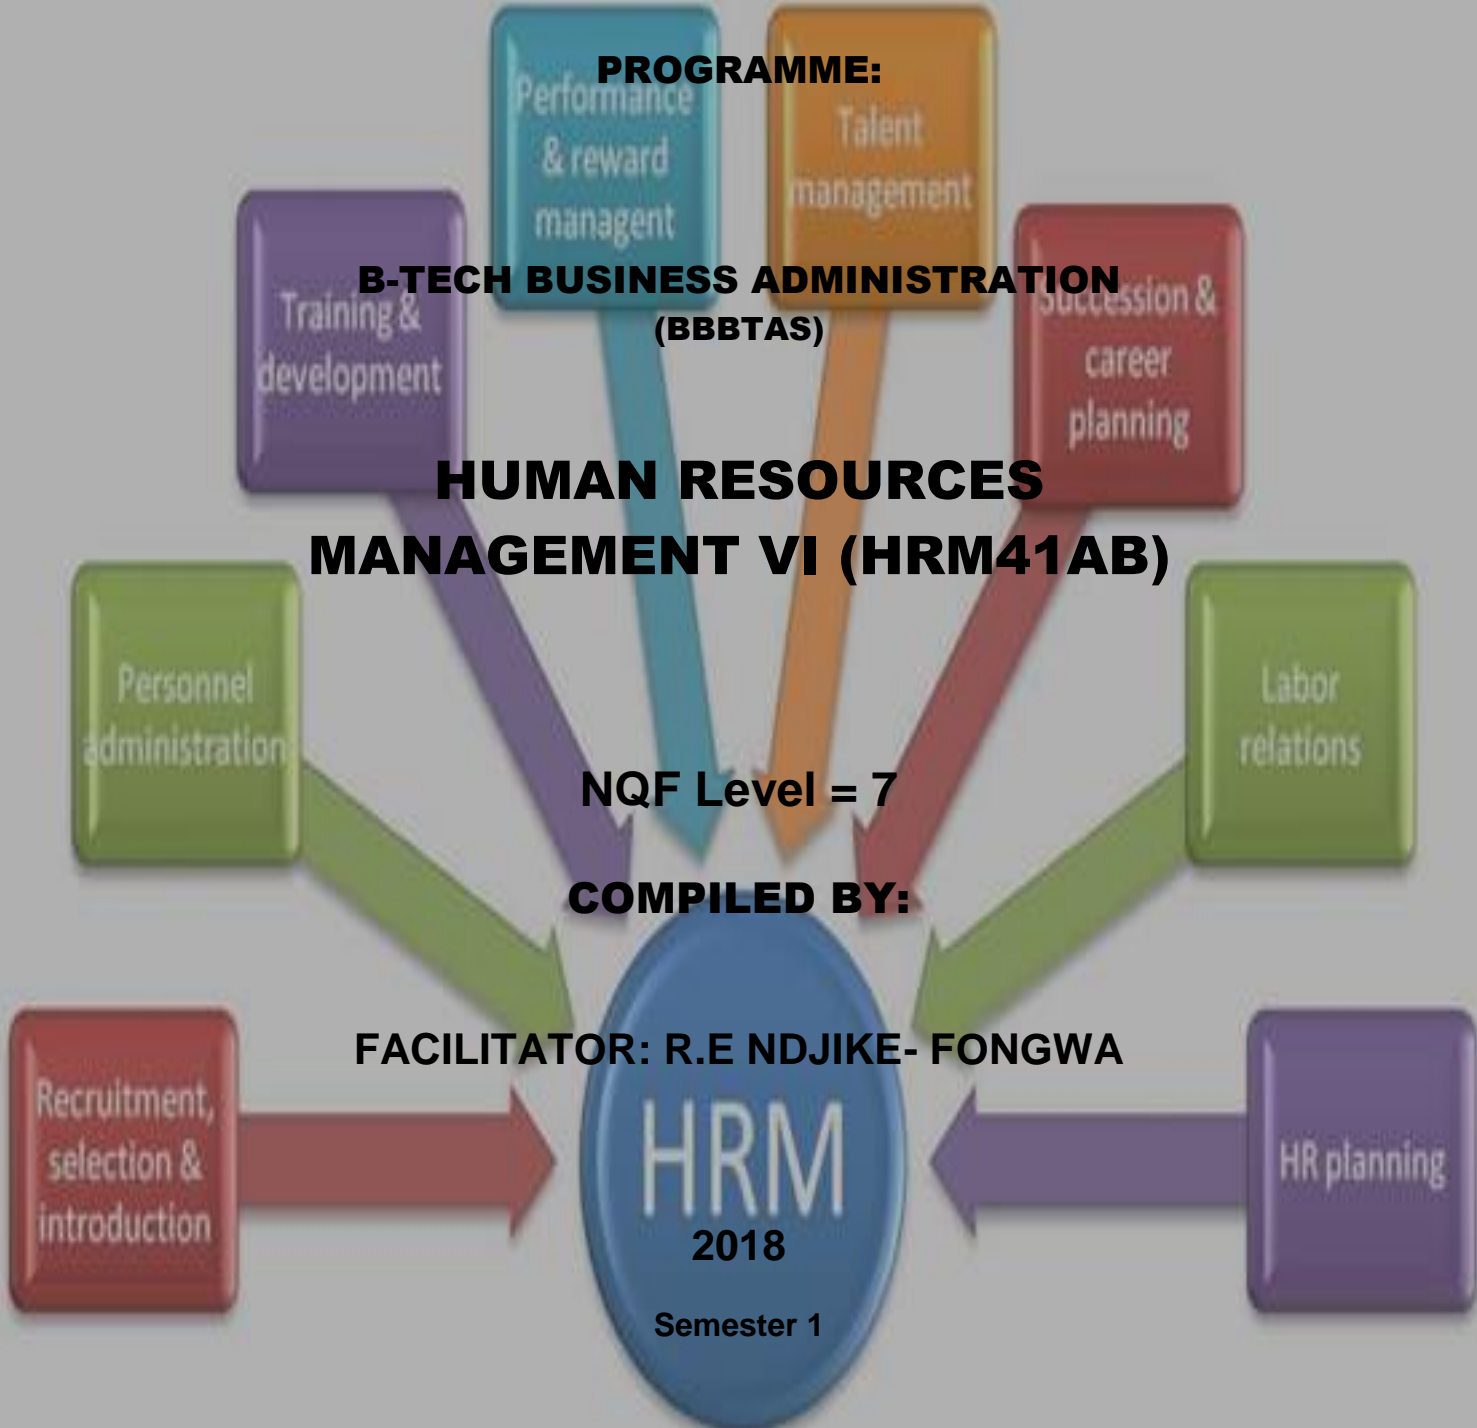 PROGRAMME:
Performance
& reward
managent
Talent
management
B-TECH BUSINESS ADMINISTRATION
(BBBTAS)
Training &
development
Succession &
career
planning
HUMAN RESOURCES
MANAGEMENT VI (HRM41AB)
Personnel
administration
Labor
relations
NQF Level = 7
COMPILED BY:
FACILITATOR: R.E NDJIKE- FONGWA
Recruitment,
selection &
introduction
HRM
HR planning
2018
Semester 1